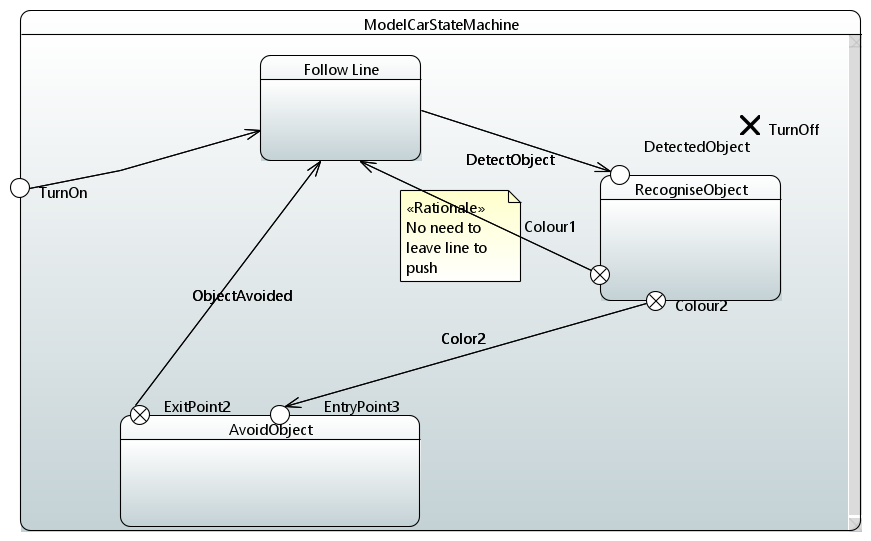 ModelCarStateMachine
Follow Line
TurnOff
DetectedObject
DetectObject
TurnOn
RecogniseObject
«Rationale»
No need to
leave line to
push
Colour1
ObjectAvoided
Colour2
Color2
ExitPoint2
EntryPoint3
AvoidObject